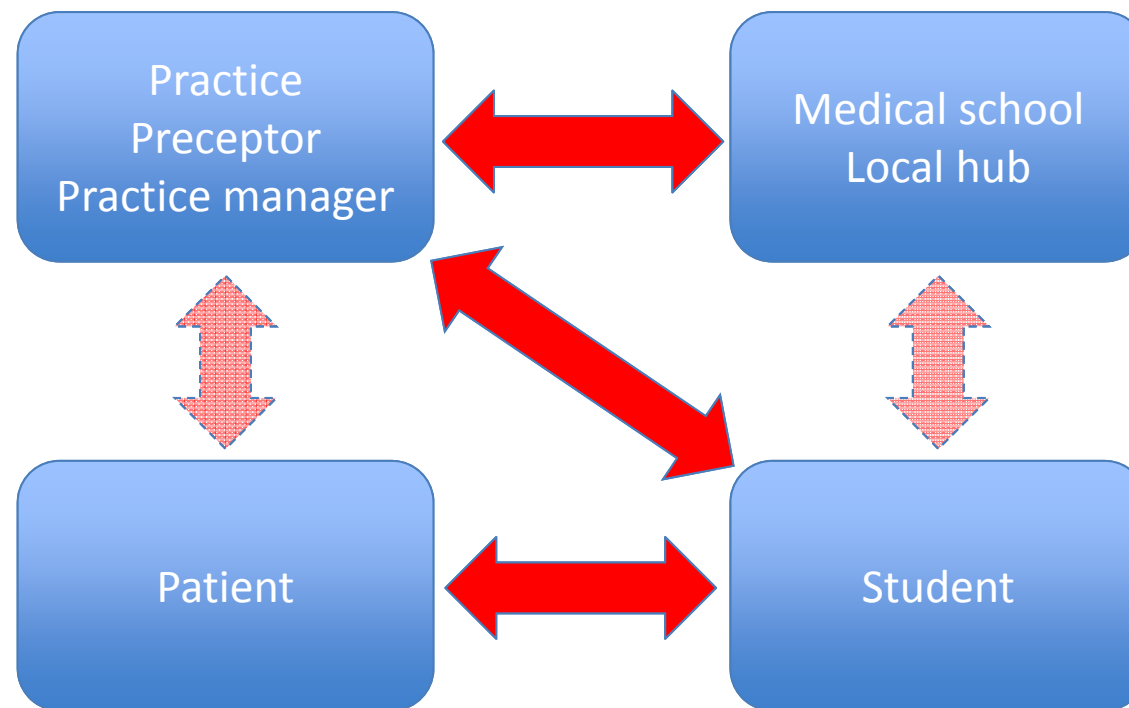 Practice
Preceptor
Practice manager
Medical school
Local hub
Patient
Student